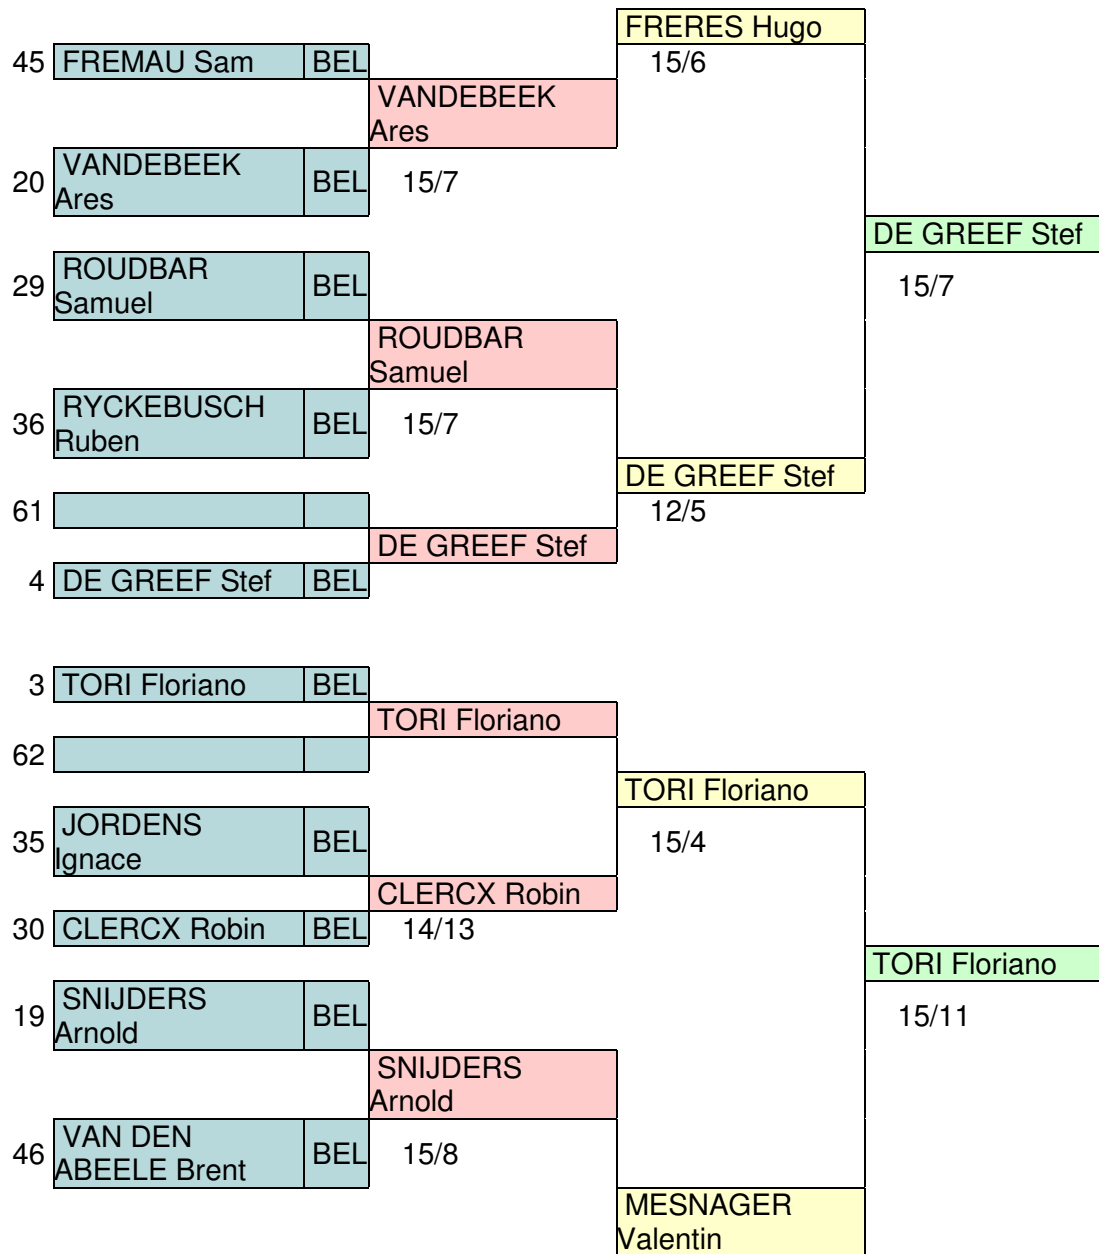 FRERES Hugo
45 FREMAU Sam BEL 15/6
VANDEBEEK
Ares
20 VANDEBEEK
Ares BEL 15/7
DE GREEF Stef
29 ROUDBAR
Samuel BEL 15/7
ROUDBAR
Samuel
36 RYCKEBUSCH
Ruben BEL 15/7
DE GREEF Stef
61 12/5
DE GREEF Stef
4 DE GREEF Stef BEL
3 TORI Floriano BEL
TORI Floriano
62
TORI Floriano
35 JORDENS
Ignace BEL 15/4
CLERCX Robin
30 CLERCX Robin BEL 14/13
TORI Floriano
19 SNIJDERS
Arnold BEL 15/11
SNIJDERS
Arnold
46 VAN DEN
ABEELE Brent BEL 15/8
MESNAGER
Valentin